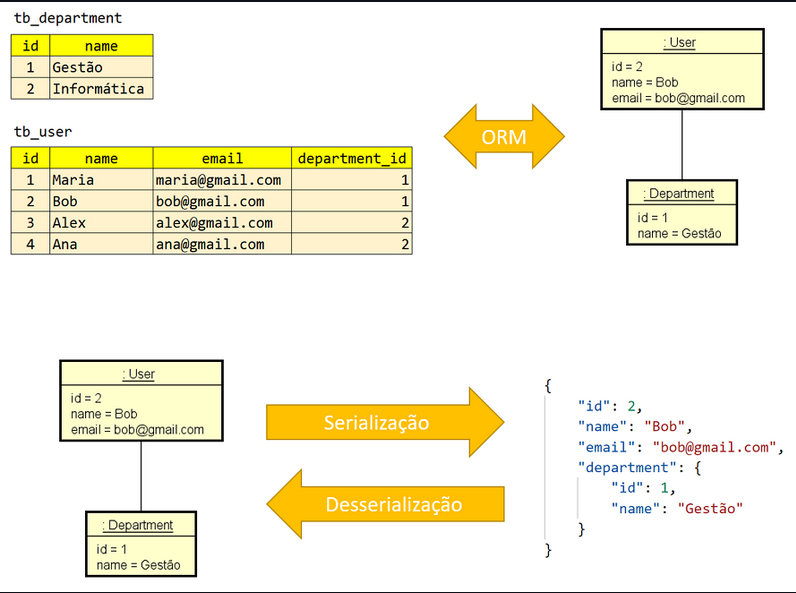 tb_department
id name
1 Gestão
2 Informática
tb_user
id name email department_id
1 Maria maria@gmail.com 1
2 Bob bob@gmail.com 1
3 Alex alex@gmail.com 2
4 Ana ana@gmail.com 2
ORM
: User
id = 2
name = Bob
email = bob@gmail.com
: Department
id = 1
name = Gestão
: User
id = 2
name = Bob
email = bob@gmail.com
: Department
id = 1
name = Gestão
Serialização
Desserialização
{
"id": 2,
"name": "Bob",
"email": "bob@gmail.com",
"department": {
"id": 1,
"name": "Gestão"
}
}